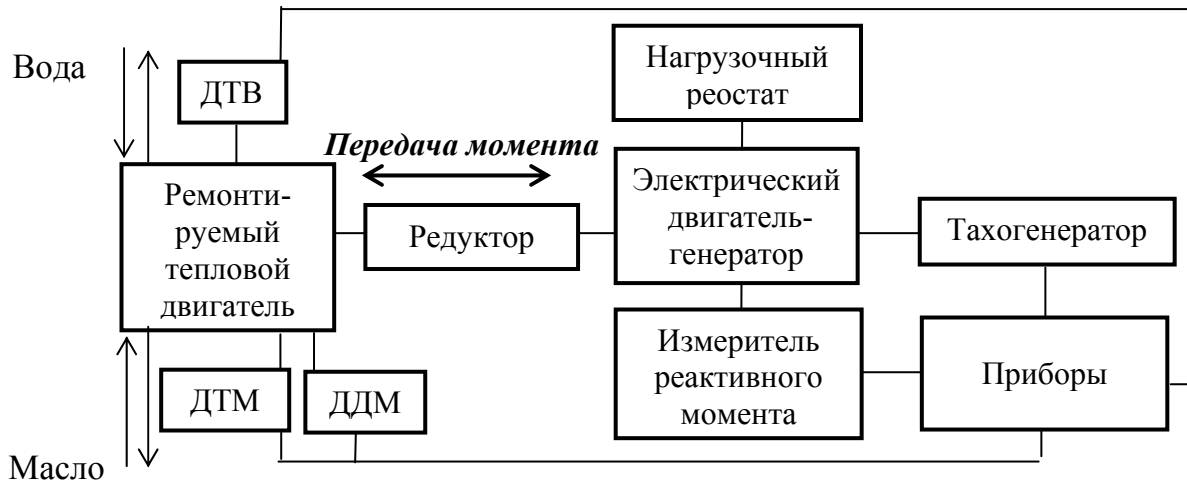 Вода
ДТВ
Нагрузочный
реостат
Передача момента
Ремонти-
руемый
тепловой
двигатель
Редуктор
Электрический
двигатель-
генератор
Тахогенератор
Измеритель
реактивного
момента
Приборы
ДТМ
ДДМ
Масло